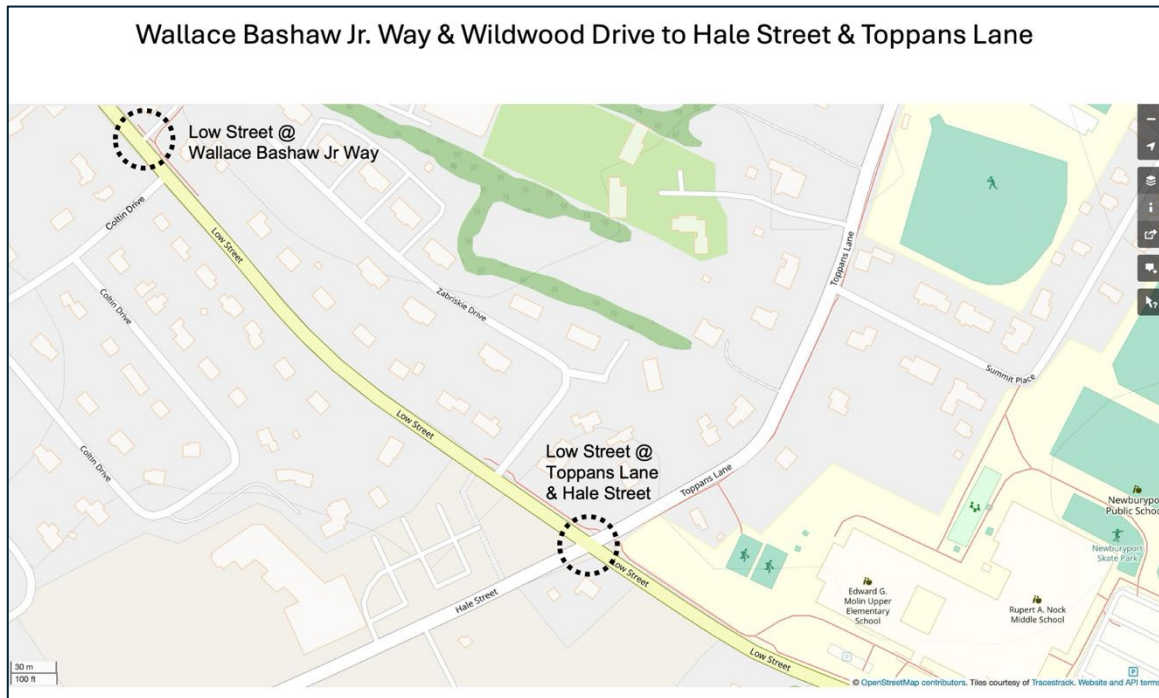 Wallace Bashaw Jr. Way & Wildwood Drive to Hale Street & Toppans Lane
Low Street @
Wallace Bashaw Jr Way
Coltin Drive
Low Street
Toppans Lane
Coltin Drive
Zabriskie Drive
Summit Place
Low Street
Coltin Drive
Low Street @
Toppans Lane
& Hale Street
Toppans Lane
Newburyport
Public School
Newburyport
Skate Park
Low Street
Hale Street
Edward G.
Molin Upper
Elementary
School
Rupert A. Nock
Middle School
Low Street
30 m
100 ft
© OpenStreetMap contributors. Tiles courtesy of Tracestrack. Website and API terms